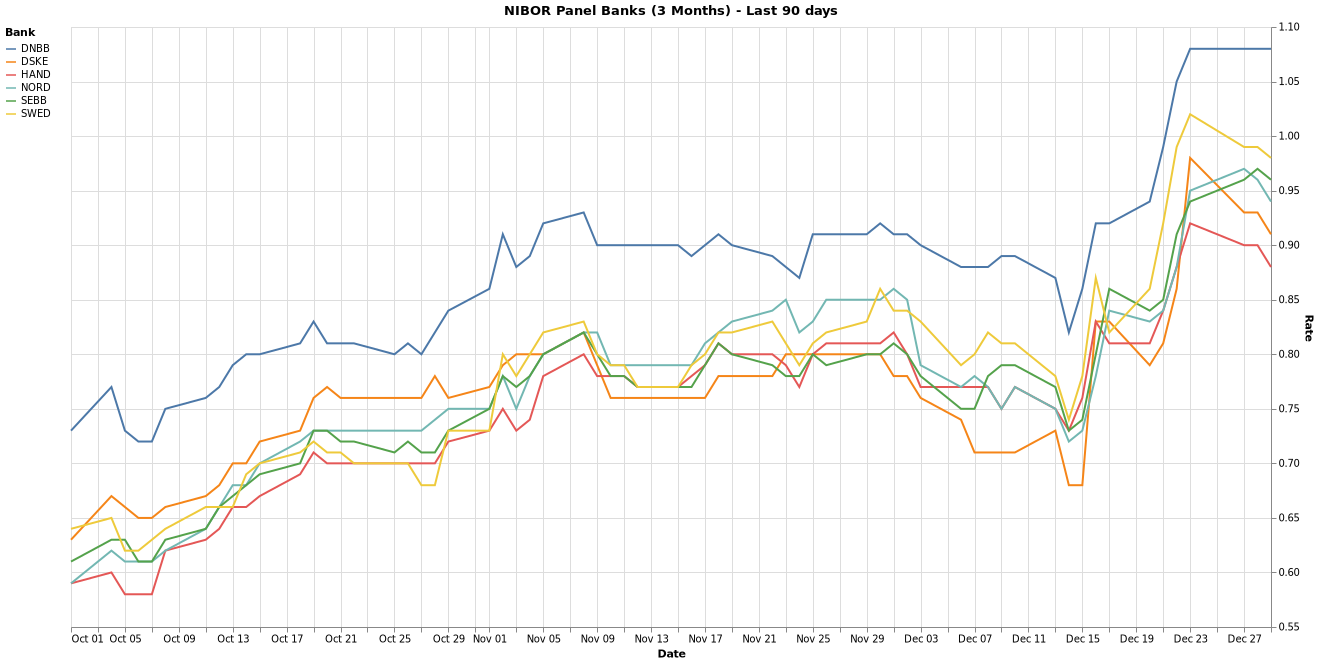 NIBOR Panel Banks (3 Months) - Last 90 days
Bank
DNBB
DSKE
HAND
NORD
SEBB
SWED
1.10
1.05
1.00
0.95
0.90
0.85
0.80
0.75
0.70
0.65
0.60
0.55
Rate
Oct 01 Oct 05 Oct 09 Oct 13 Oct 17 Oct 21 Oct 25 Oct 29 Nov 01 Nov 05 Nov 09 Nov 13 Nov 17 Nov 21 Nov 25 Nov 29 Dec 03 Dec 07 Dec 11 Dec 15 Dec 19 Dec 23 Dec 27
Date